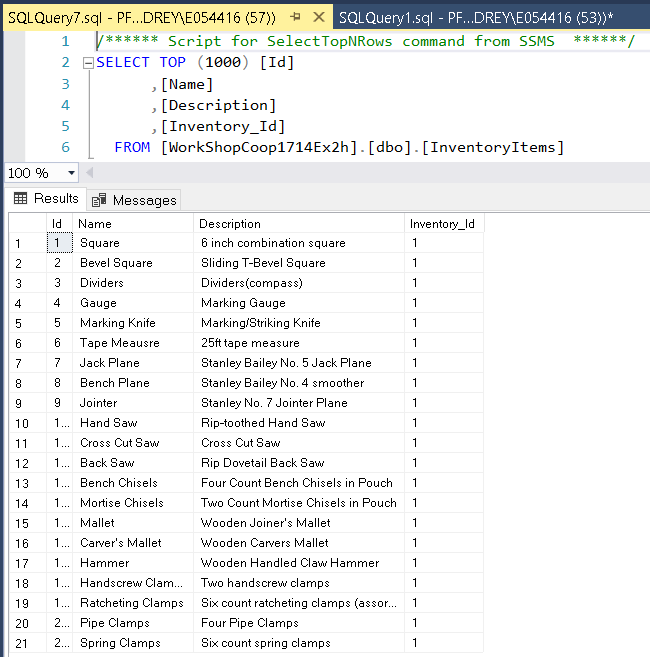 SQLQuery7.sql - PF...DREY\E054416 (57)) SQLQuery1.sql - PF...DREY\E054416 (53))*
1 /****** Script for SelectTopNRows command from SSMS ******/
2 SELECT TOP (1000) [Id]
3 ,[Name]
4 ,[Description]
5 ,[Inventory_Id]
6 FROM [WorkShopCoop1714Ex2h].[dbo].[InventoryItems]
100 %
Results Messages
Id Name Description Inventory_Id
1 1 Square 6 inch combination square 1
2 2 Bevel Square Sliding T-Bevel Square 1
3 3 Dividers Dividers(compass) 1
4 4 Gauge Marking Gauge 1
5 5 Marking Knife Marking/Striking Knife 1
6 6 Tape Meausre 25ft tape measure 1
7 7 Jack Plane Stanley Bailey No. 5 Jack Plane 1
8 8 Bench Plane Stanley Bailey No. 4 smoother 1
9 9 Jointer Stanley No. 7 Jointer Plane 1
10 1... Hand Saw Rip-toothed Hand Saw 1
11 1... Cross Cut Saw Cross Cut Saw 1
12 1... Back Saw Rip Dovetail Back Saw 1
13 1... Bench Chisels Four Count Bench Chisels in Pouch 1
14 1... Mortise Chisels Two Count Mortise Chisels in Pouch 1
15 1... Mallet Wooden Joiner's Mallet 1
16 1... Carver's Mallet Wooden Carvers Mallet 1
17 1... Hammer Wooden Handled Claw Hammer 1
18 1... Handscrew Clam... Two handscrew clamps 1
19 1... Ratcheting Clamps Six count ratcheting clamps (assor... 1
20 2... Pipe Clamps Four Pipe Clamps 1
21 2... Spring Clamps Six count spring clamps 1